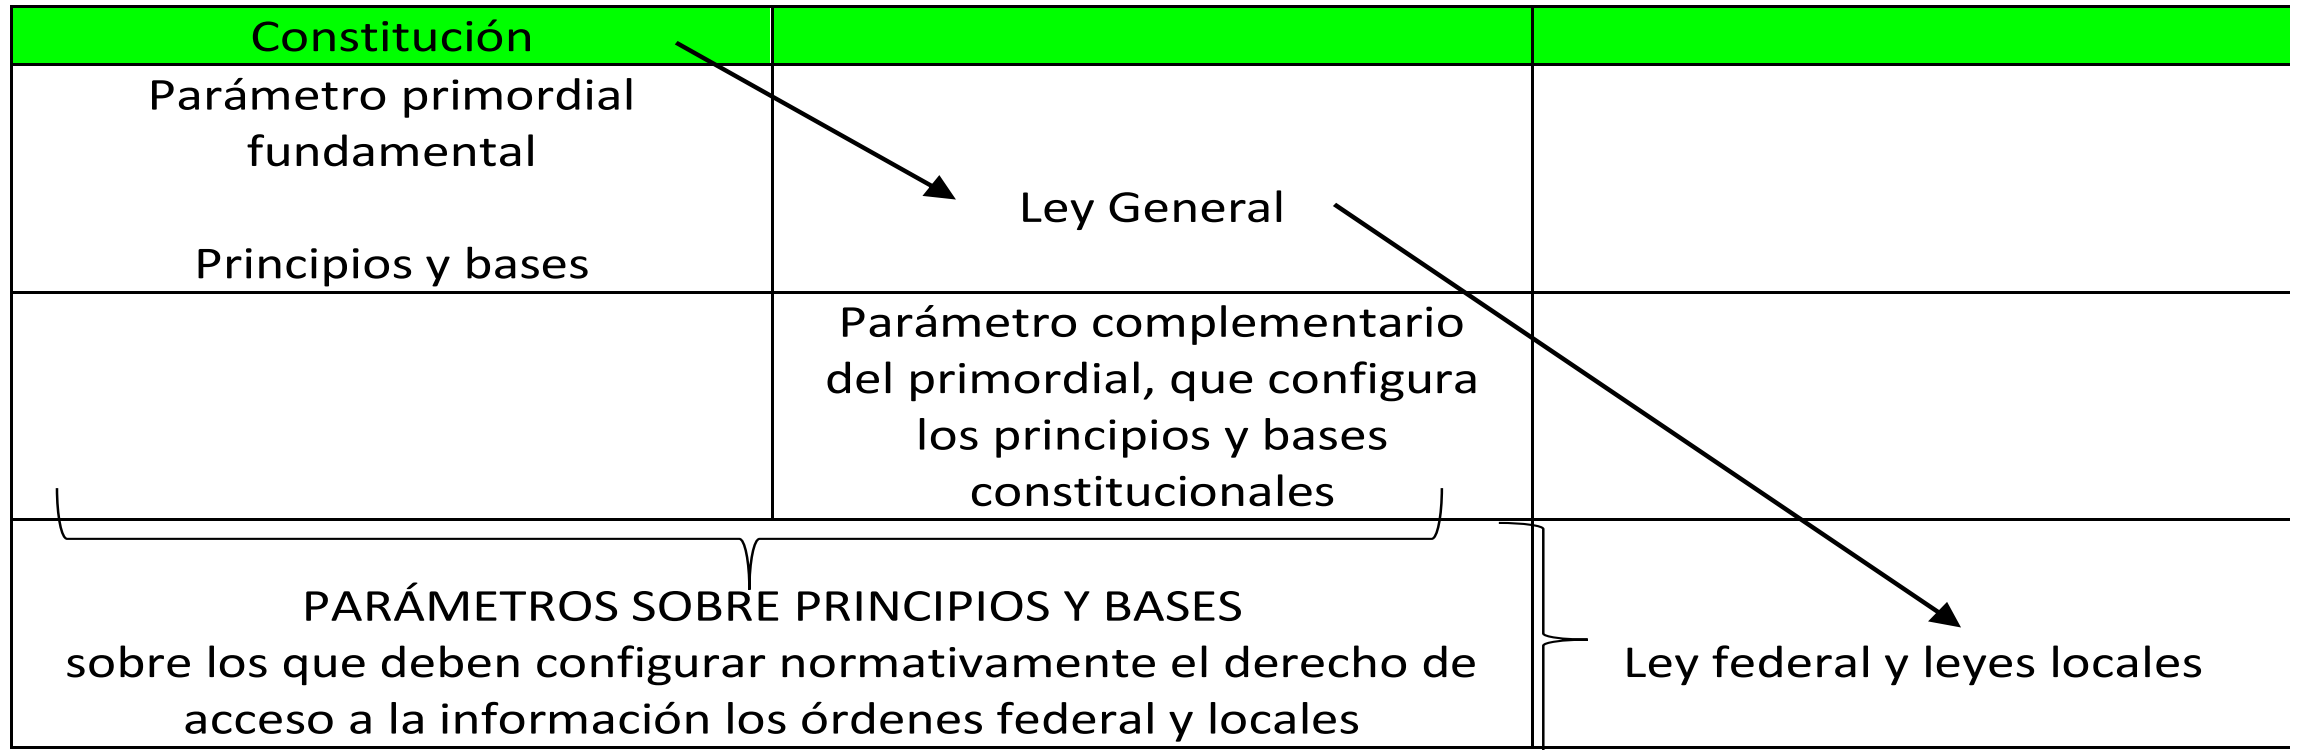 Constitución
Parámetro primordial
fundamental
Principios y bases
Ley General
Parámetro complementario
del primordial, que configura
los principios y bases
constitucionales
PARÁMETROS SOBRE PRINCIPIOS Y BASES
sobre los que deben configurar normativamente el derecho de
acceso a la información los órdenes federal y locales
Ley federal y leyes locales